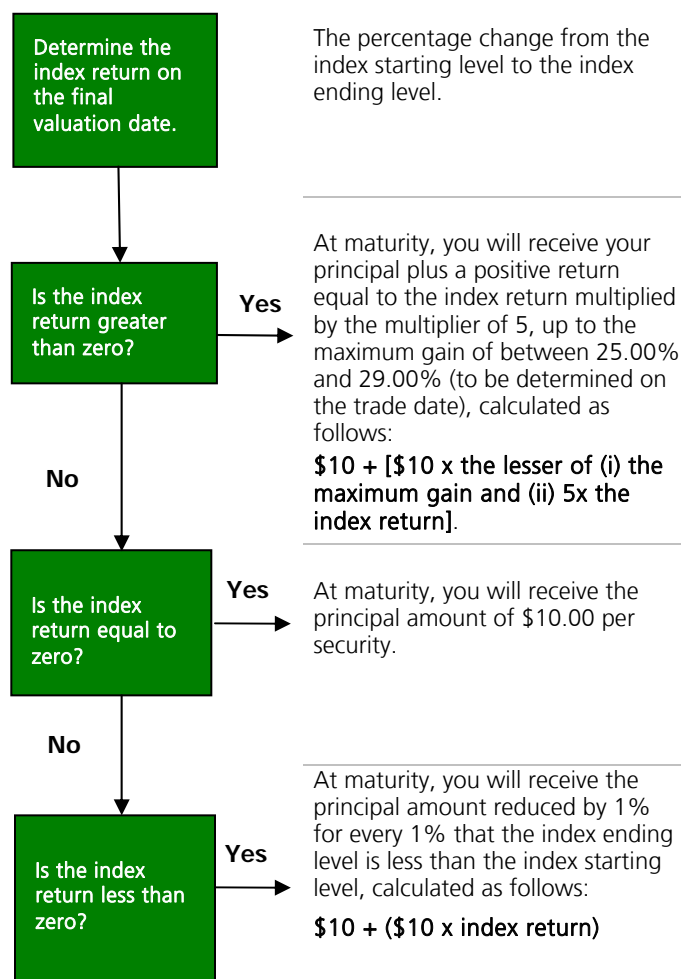 Determine the
index return on
the final
valuation date.
The percentage change from the
index starting level to the index
ending level.
Is the index
return greater
than zero?
Yes
At maturity, you will receive your
principal plus a positive return
equal to the index return multiplied
by the multiplier of 5, up to the
maximum gain of between 25.00%
and 29.00% (to be determined on
the trade date), calculated as
follows:
$10 + [$10 x the lesser of (i) the
maximum gain and (ii) 5x the
index return].
No
Is the index
return equal to
zero?
Yes
At maturity, you will receive the
principal amount of $10.00 per
security.
No
Is the index
return less than
zero?
Yes
At maturity, you will receive the
principal amount reduced by 1%
for every 1% that the index ending
level is less than the index starting
level, calculated as follows:
$10 + ($10 x index return)